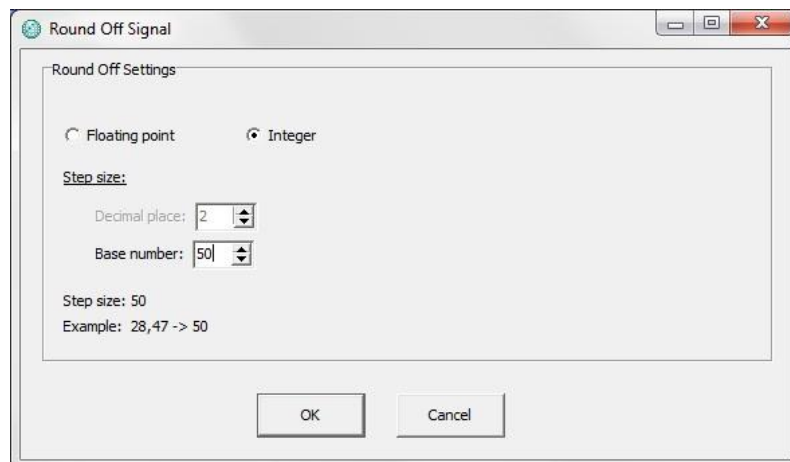 Round Off Signal
Round Off Settings
Floating point Integer
Step size:
Decimal place: 2
Base number: 50
Step size: 50
Example: 28,47 -> 50
OK Cancel